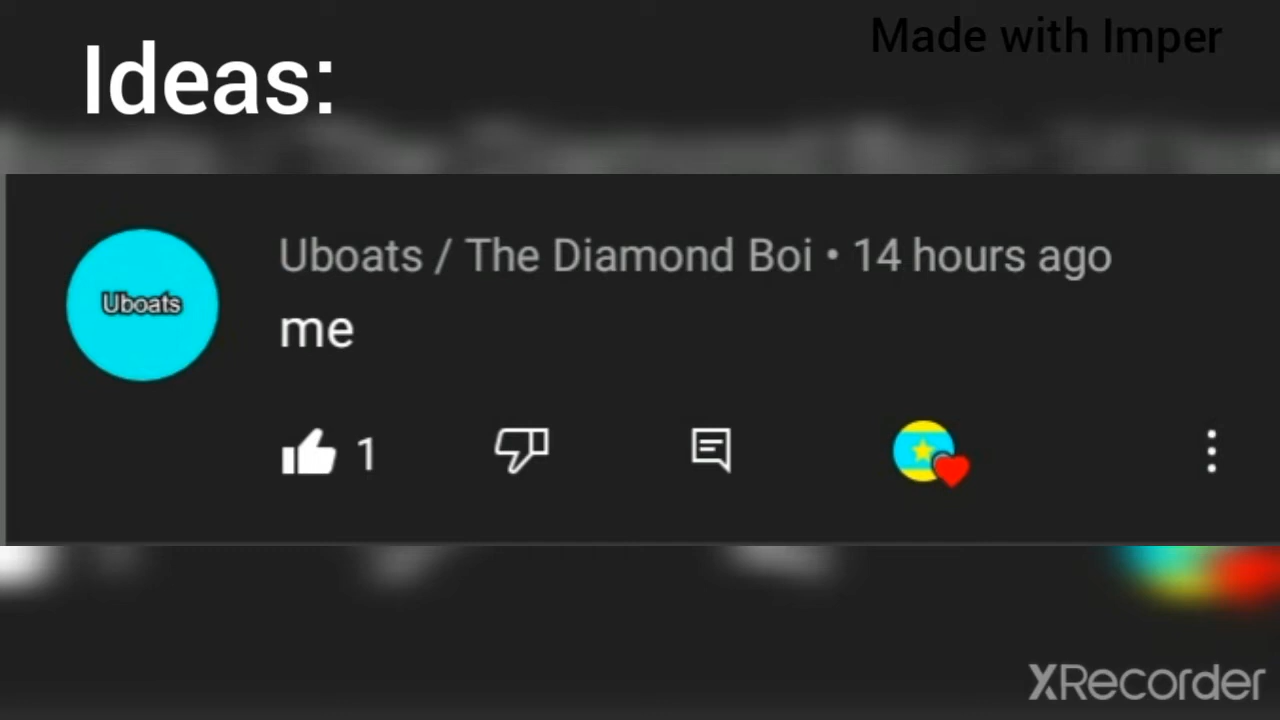 Made with Imper
Ideas:
Uboats / The Diamond Boi • 14 hours ago
Uboats
me
1
XRecorder